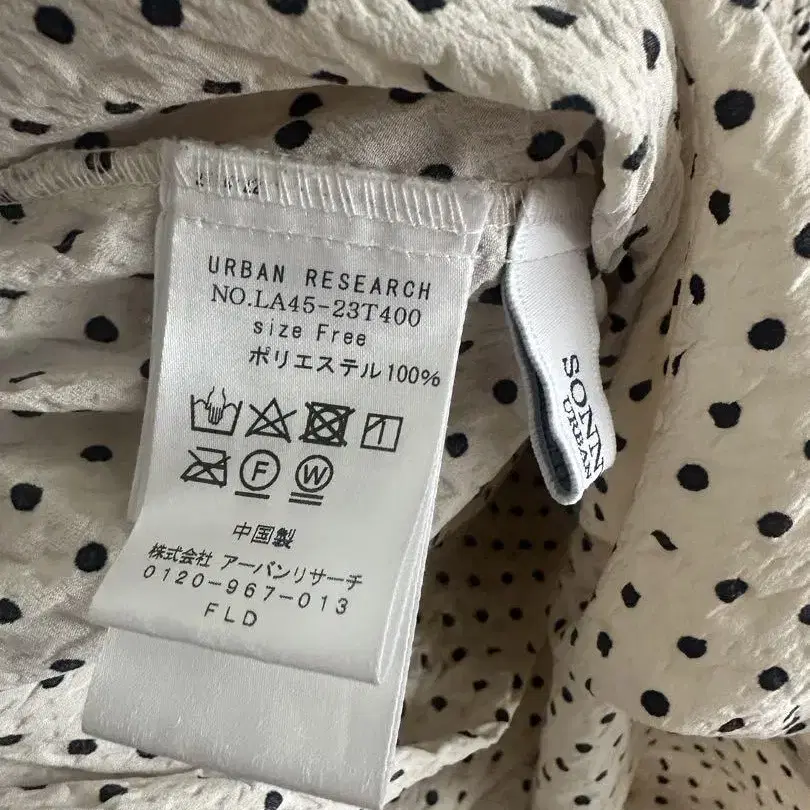 URBAN RESEARCH
NO.LA45-23T400
size Free
ポリエステル100%
F W
中国製
株式会社 アーバンリサーチ
0120-967-013
FLD
SONN
URBAN